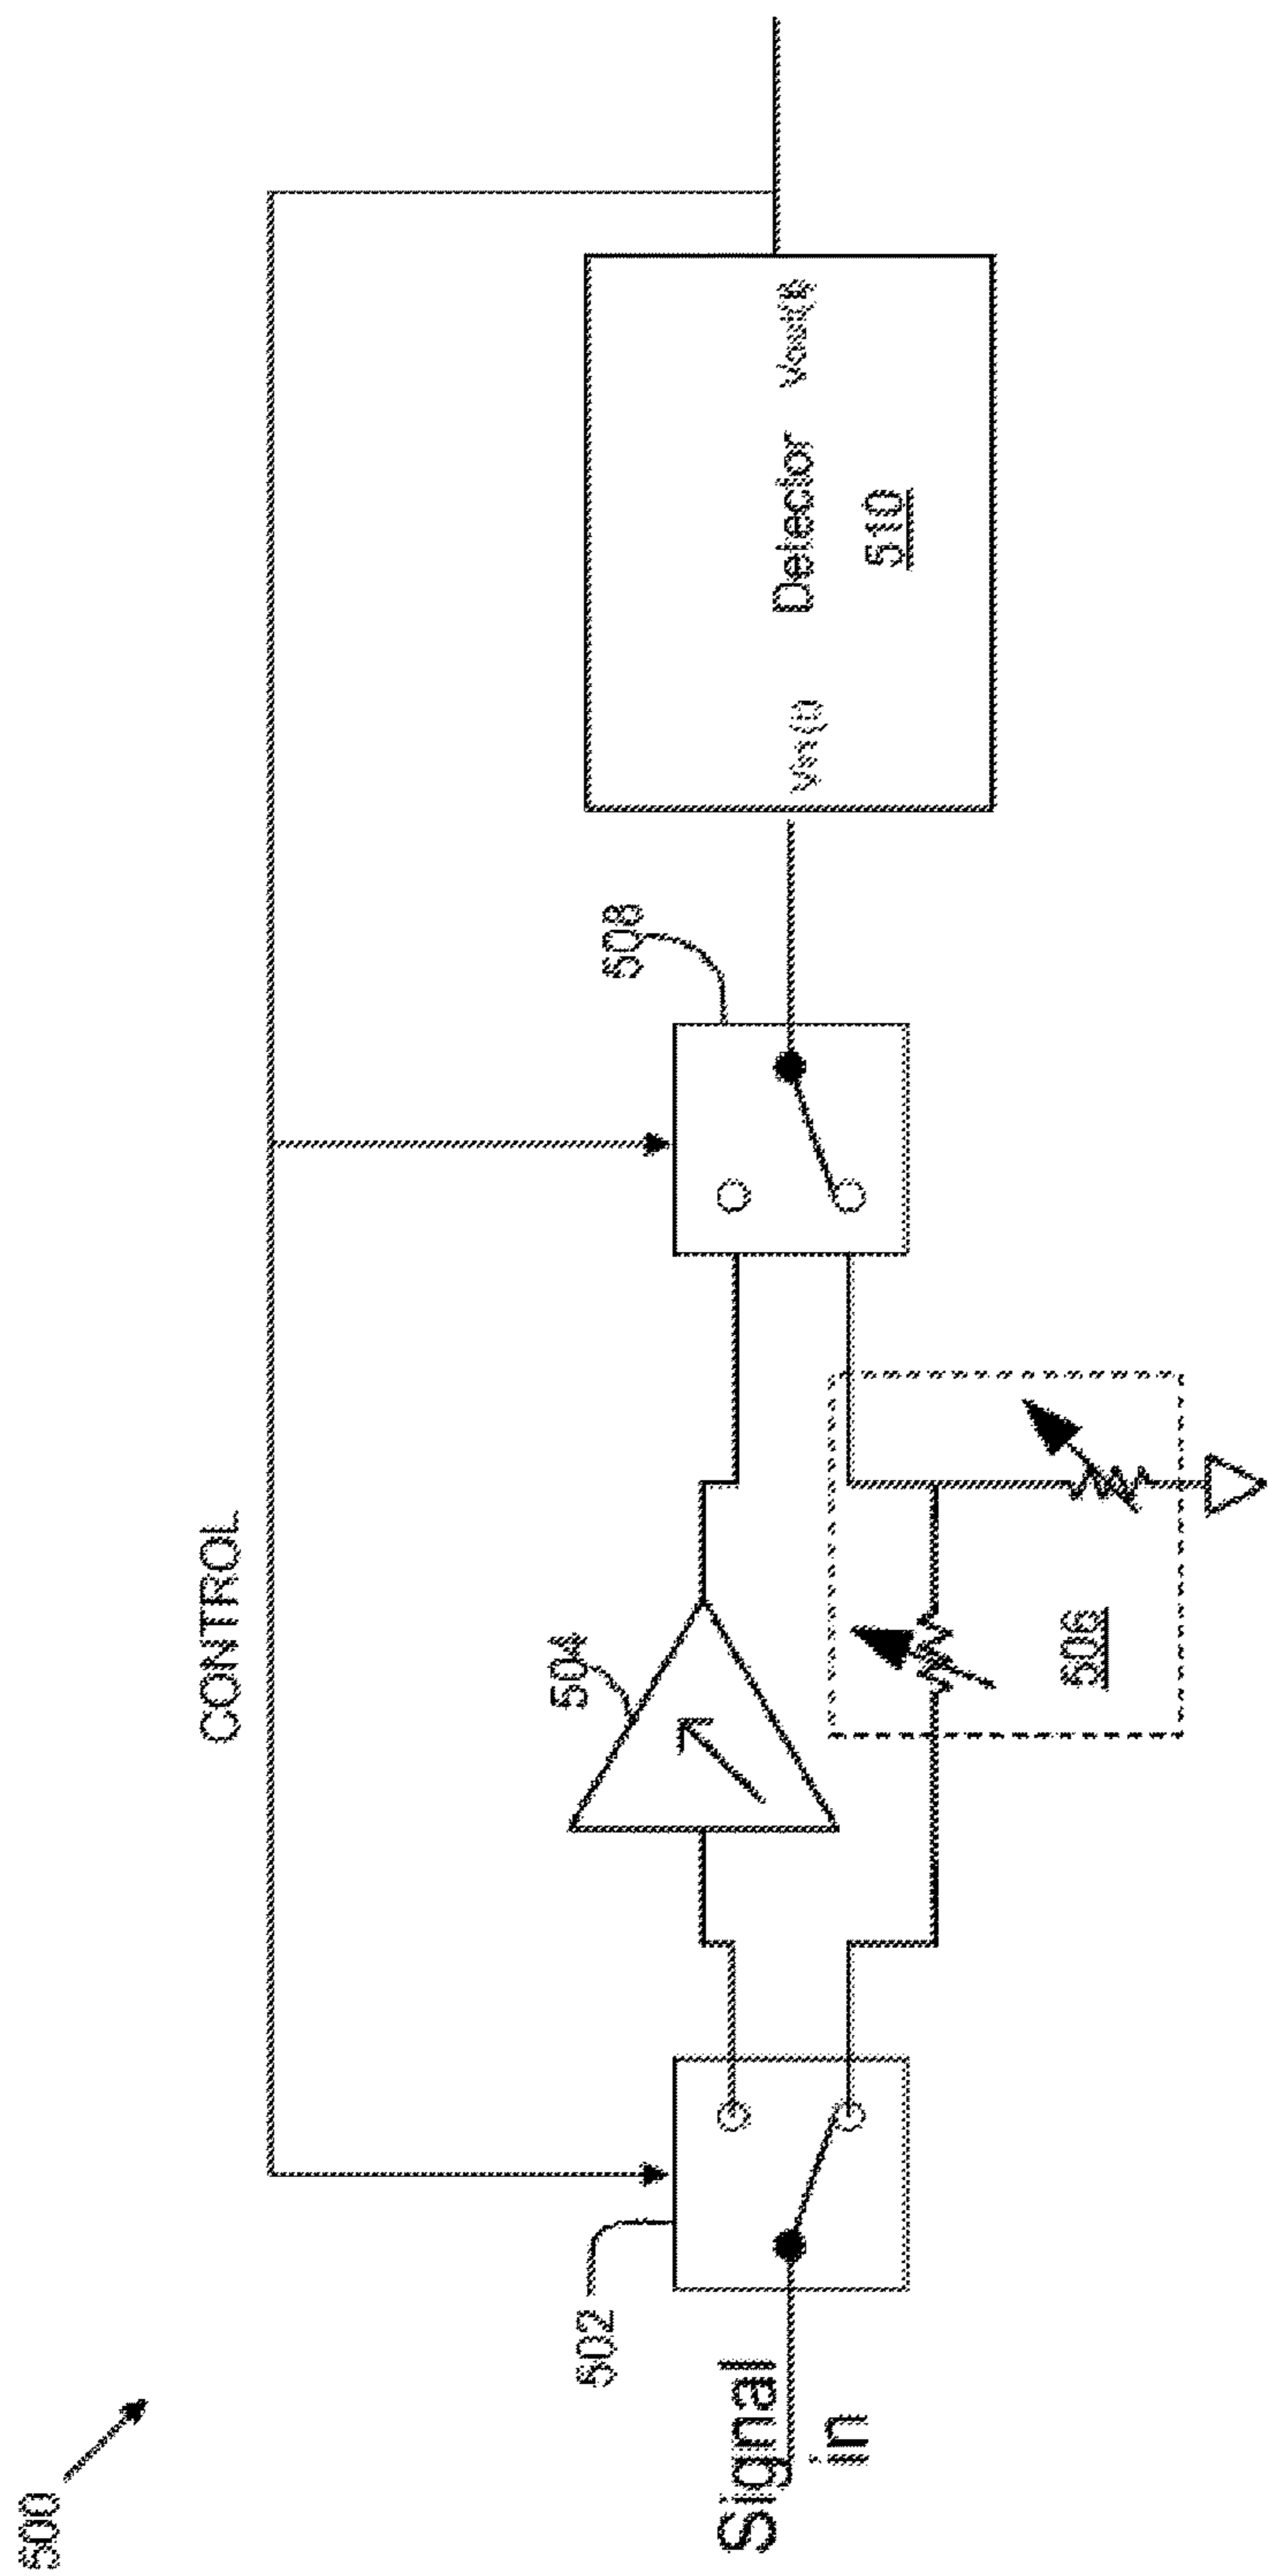 500
CONTROL
Signal
in
502
504
506
508
Vin(t)
Detector
Vout(t)
510